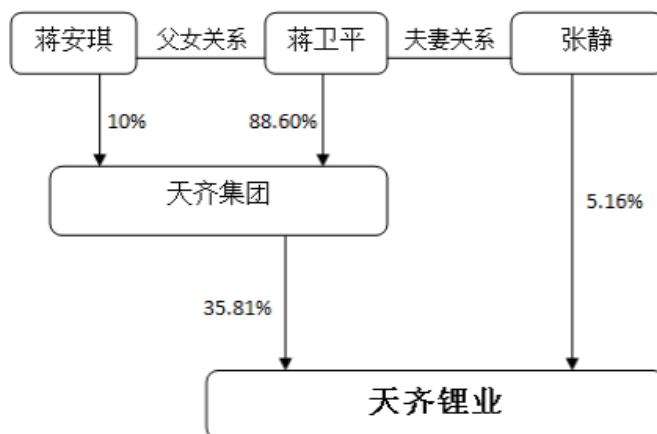 蒋安琪
父女关系
蒋卫平
夫妻关系
张静
10%
88.60%
天齐集团
5.16%
35.81%
天齐锂业